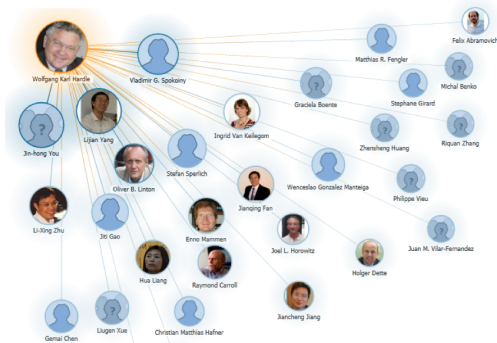 Felix Abramovich
Matthias R. Fengler
Wolfgang Karl Hardle
Vladimir G. Spokoiny
Michal Benko
Graciela Boente
Stephane Girard
Ingrid Van Keilegom
Lijian Yang
Jin-hong You
Zhensheng Huang
Riquan Zhang
Stefan Sperlich
Oliver B. Linton
Wenceslao Gonzalez Manteiga
Philippe Vieu
Jianqing Fan
Li-Xing Zhu
Jiti Gao
Enno Mammen
Joel L. Horowitz
Juan M. Vilar-Fernandez
Hua Liang
Raymond Carroll
Holger Dette
Jiancheng Jiang
Gemai Chen
Liugen Xue
Christian Matthias Hafner